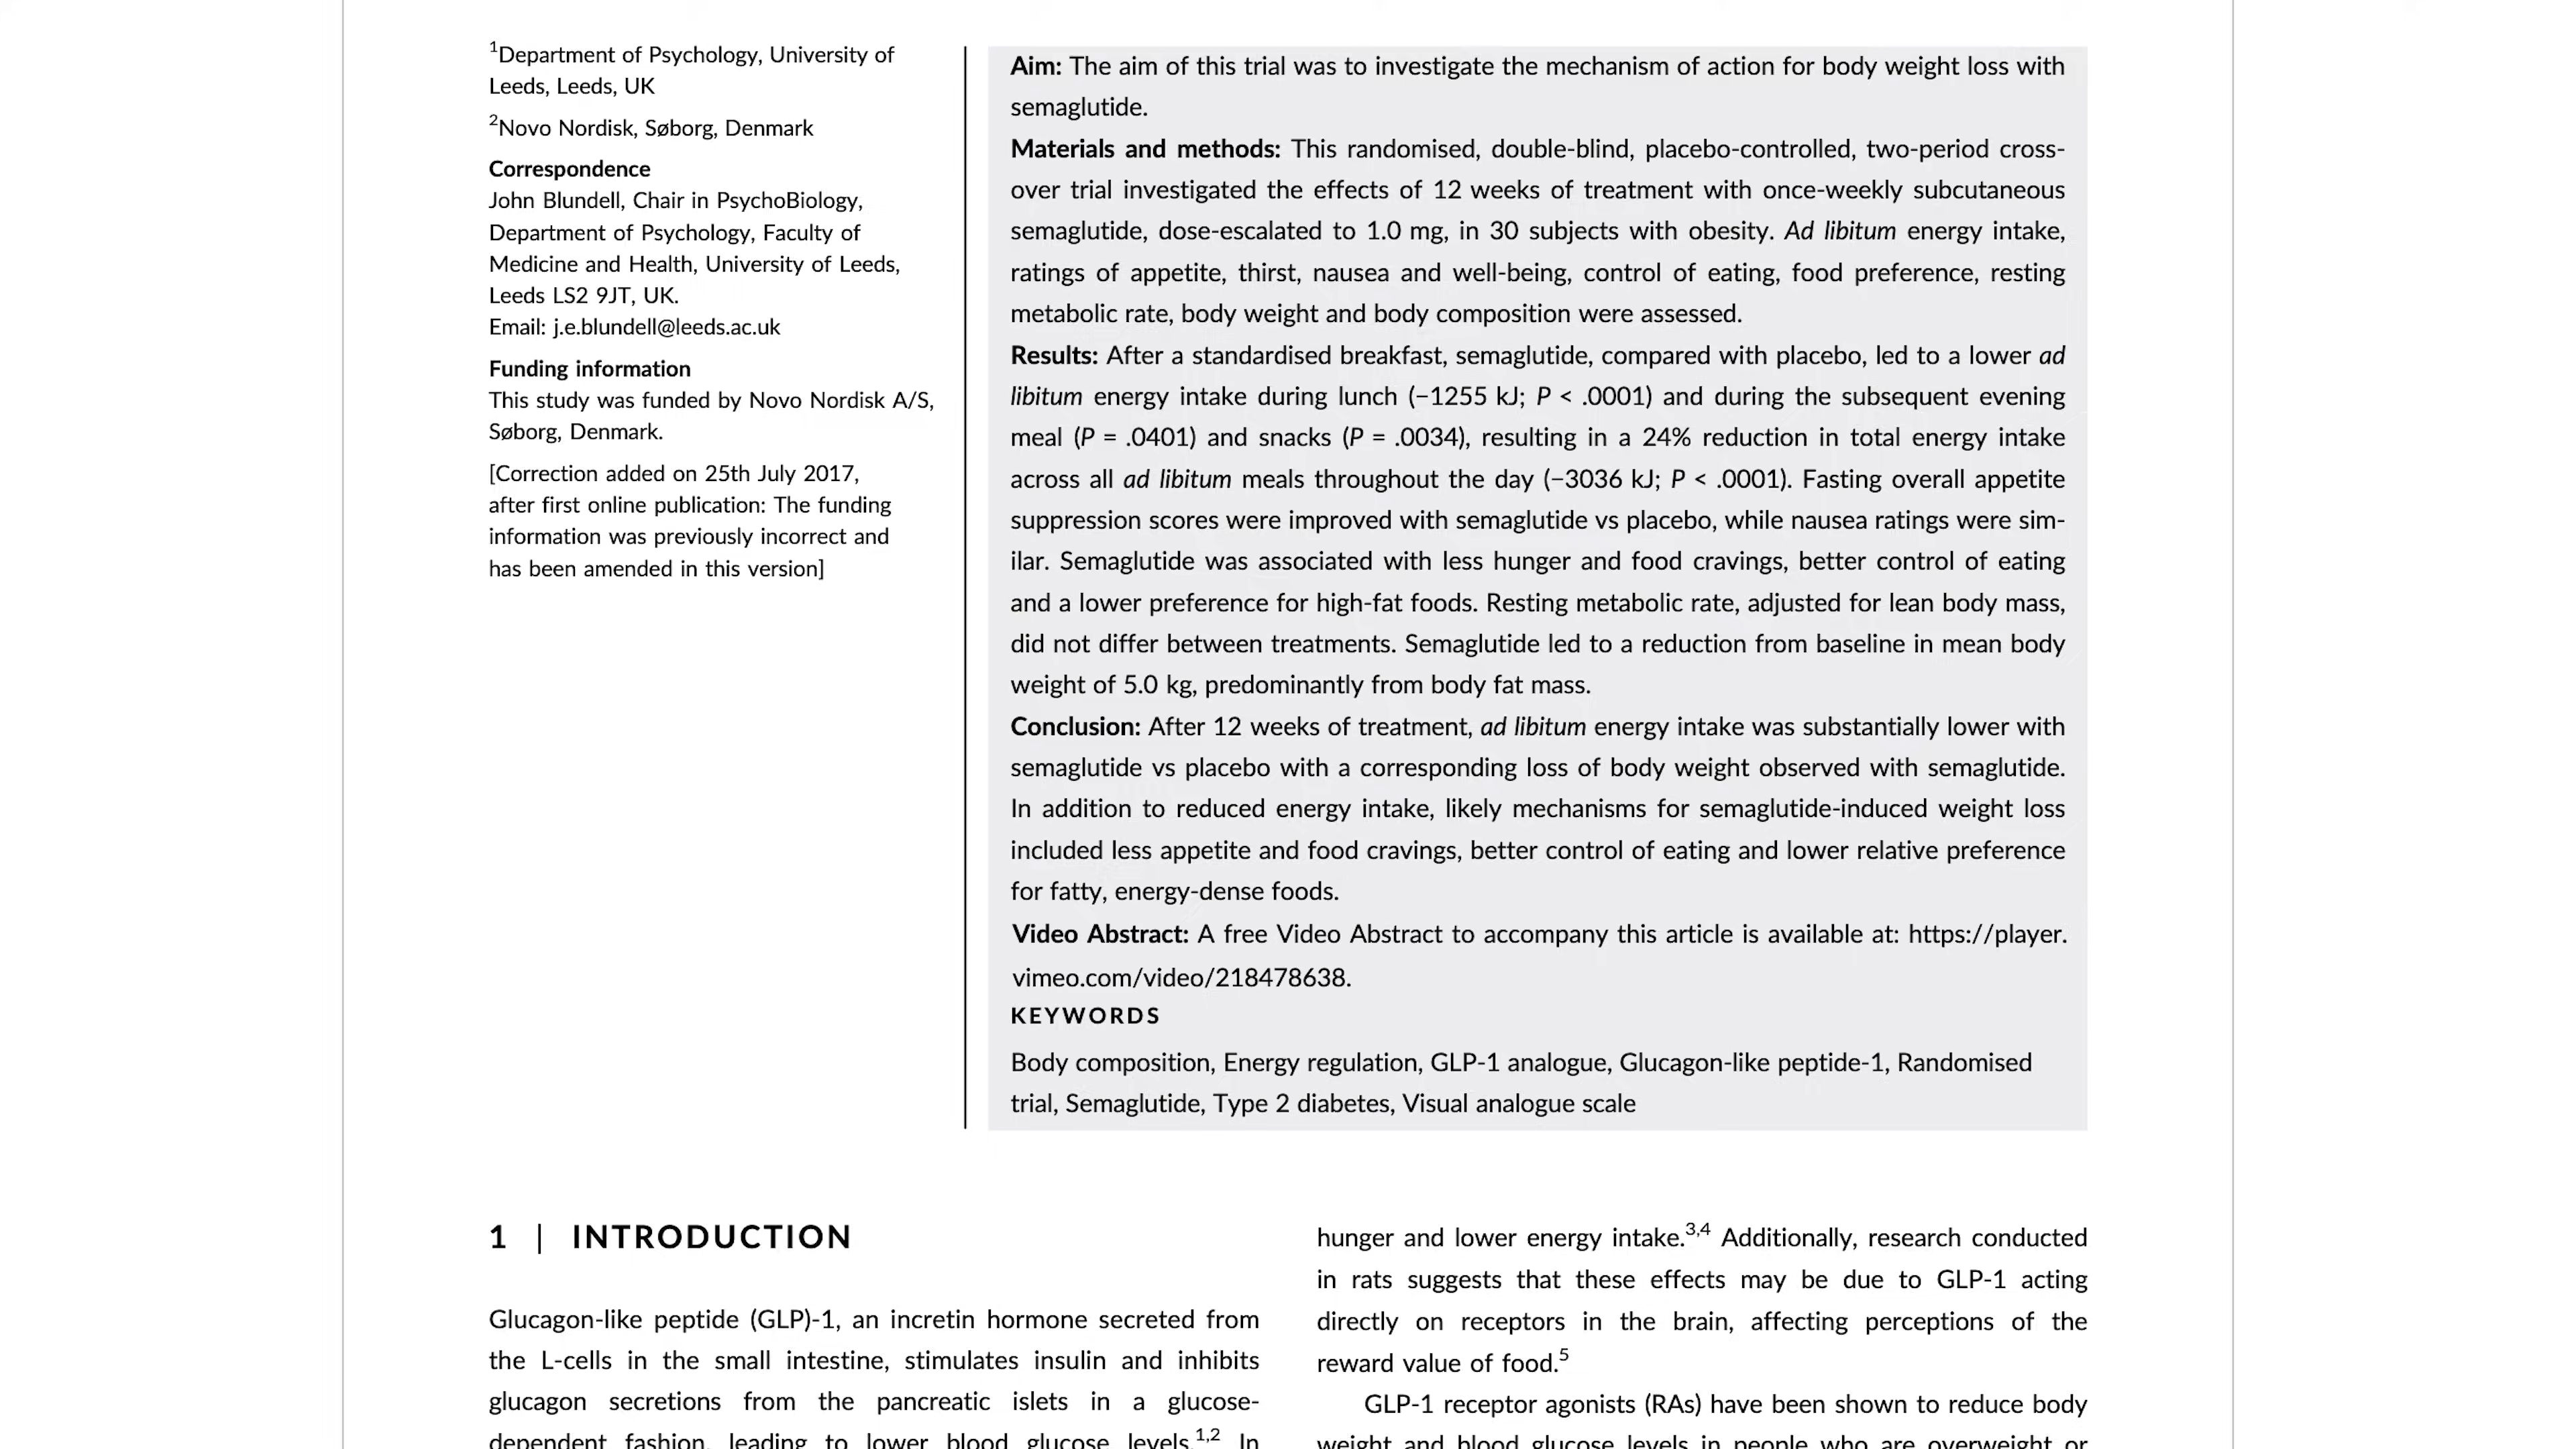 ¹Department of Psychology, University of
Leeds, Leeds, UK
²Novo Nordisk, Søborg, Denmark
Correspondence
John Blundell, Chair in PsychoBiology,
Department of Psychology, Faculty of
Medicine and Health, University of Leeds,
Leeds LS2 9JT, UK.
Email: j.e.blundell@leeds.ac.uk
Funding information
This study was funded by Novo Nordisk A/S,
Søborg, Denmark.
[Correction added on 25th July 2017,
after first online publication: The funding
information was previously incorrect and
has been amended in this version]
Aim: The aim of this trial was to investigate the mechanism of action for body weight loss with
semaglutide.
Materials and methods: This randomised, double-blind, placebo-controlled, two-period cross-
over trial investigated the effects of 12 weeks of treatment with once-weekly subcutaneous
semaglutide, dose-escalated to 1.0 mg, in 30 subjects with obesity. Ad libitum energy intake,
ratings of appetite, thirst, nausea and well-being, control of eating, food preference, resting
metabolic rate, body weight and body composition were assessed.
Results: After a standardised breakfast, semaglutide, compared with placebo, led to a lower ad
libitum energy intake during lunch (−1255 kJ; P < .0001) and during the subsequent evening
meal (P = .0401) and snacks (P = .0034), resulting in a 24% reduction in total energy intake
across all ad libitum meals throughout the day (−3036 kJ; P < .0001). Fasting overall appetite
suppression scores were improved with semaglutide vs placebo, while nausea ratings were sim-
ilar. Semaglutide was associated with less hunger and food cravings, better control of eating
and a lower preference for high-fat foods. Resting metabolic rate, adjusted for lean body mass,
did not differ between treatments. Semaglutide led to a reduction from baseline in mean body
weight of 5.0 kg, predominantly from body fat mass.
Conclusion: After 12 weeks of treatment, ad libitum energy intake was substantially lower with
semaglutide vs placebo with a corresponding loss of body weight observed with semaglutide.
In addition to reduced energy intake, likely mechanisms for semaglutide-induced weight loss
included less appetite and food cravings, better control of eating and lower relative preference
for fatty, energy-dense foods.
Video Abstract: A free Video Abstract to accompany this article is available at: https://player.
vimeo.com/video/218478638.
KEYWORDS
Body composition, Energy regulation, GLP-1 analogue, Glucagon-like peptide-1, Randomised
trial, Semaglutide, Type 2 diabetes, Visual analogue scale
1 | INTRODUCTION
Glucagon-like peptide (GLP)-1, an incretin hormone secreted from
the L-cells in the small intestine, stimulates insulin and inhibits
glucagon secretions from the pancreatic islets in a glucose-
dependent fashion, leading to lower blood glucose levels.¹,² In
hunger and lower energy intake.³,⁴ Additionally, research conducted
in rats suggests that these effects may be due to GLP-1 acting
directly on receptors in the brain, affecting perceptions of the
reward value of food.⁵
GLP-1 receptor agonists (RAs) have been shown to reduce body
weight and blood glucose levels in people who are overweight or